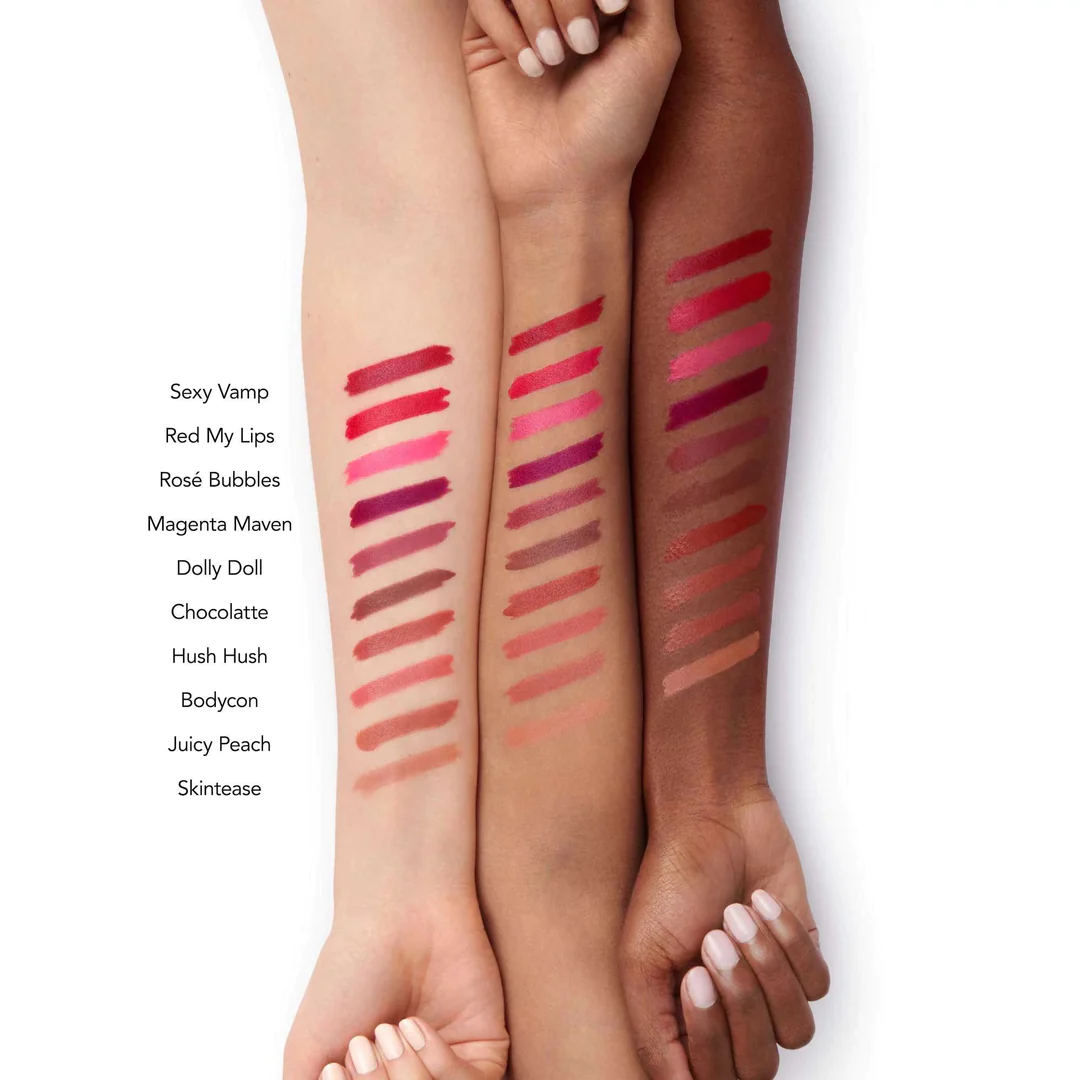 Sexy Vamp
Red My Lips
Rosé Bubbles
Magenta Maven
Dolly Doll
Chocolatte
Hush Hush
Bodycon
Juicy Peach
Skintease